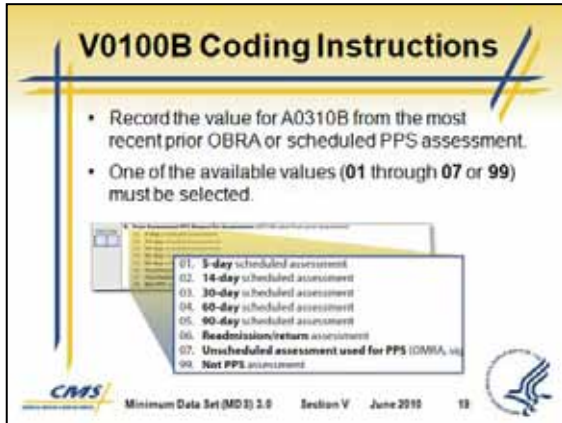 V0100B Coding Instructions
• Record the value for A0310B from the most
recent prior OBRA or scheduled PPS assessment.
• One of the available values (01 through 07 or 99)
must be selected.
01. 5-day scheduled assessment
02. 14-day scheduled assessment
03. 30-day scheduled assessment
04. 60-day scheduled assessment
05. 90-day scheduled assessment
06. Readmission/return assessment
07. Unscheduled assessment used for PPS (OMRA, sig
99. Not PPS assessment
CMS
Minimum Data Set (MDS) 3.0 Section V June 2010 19